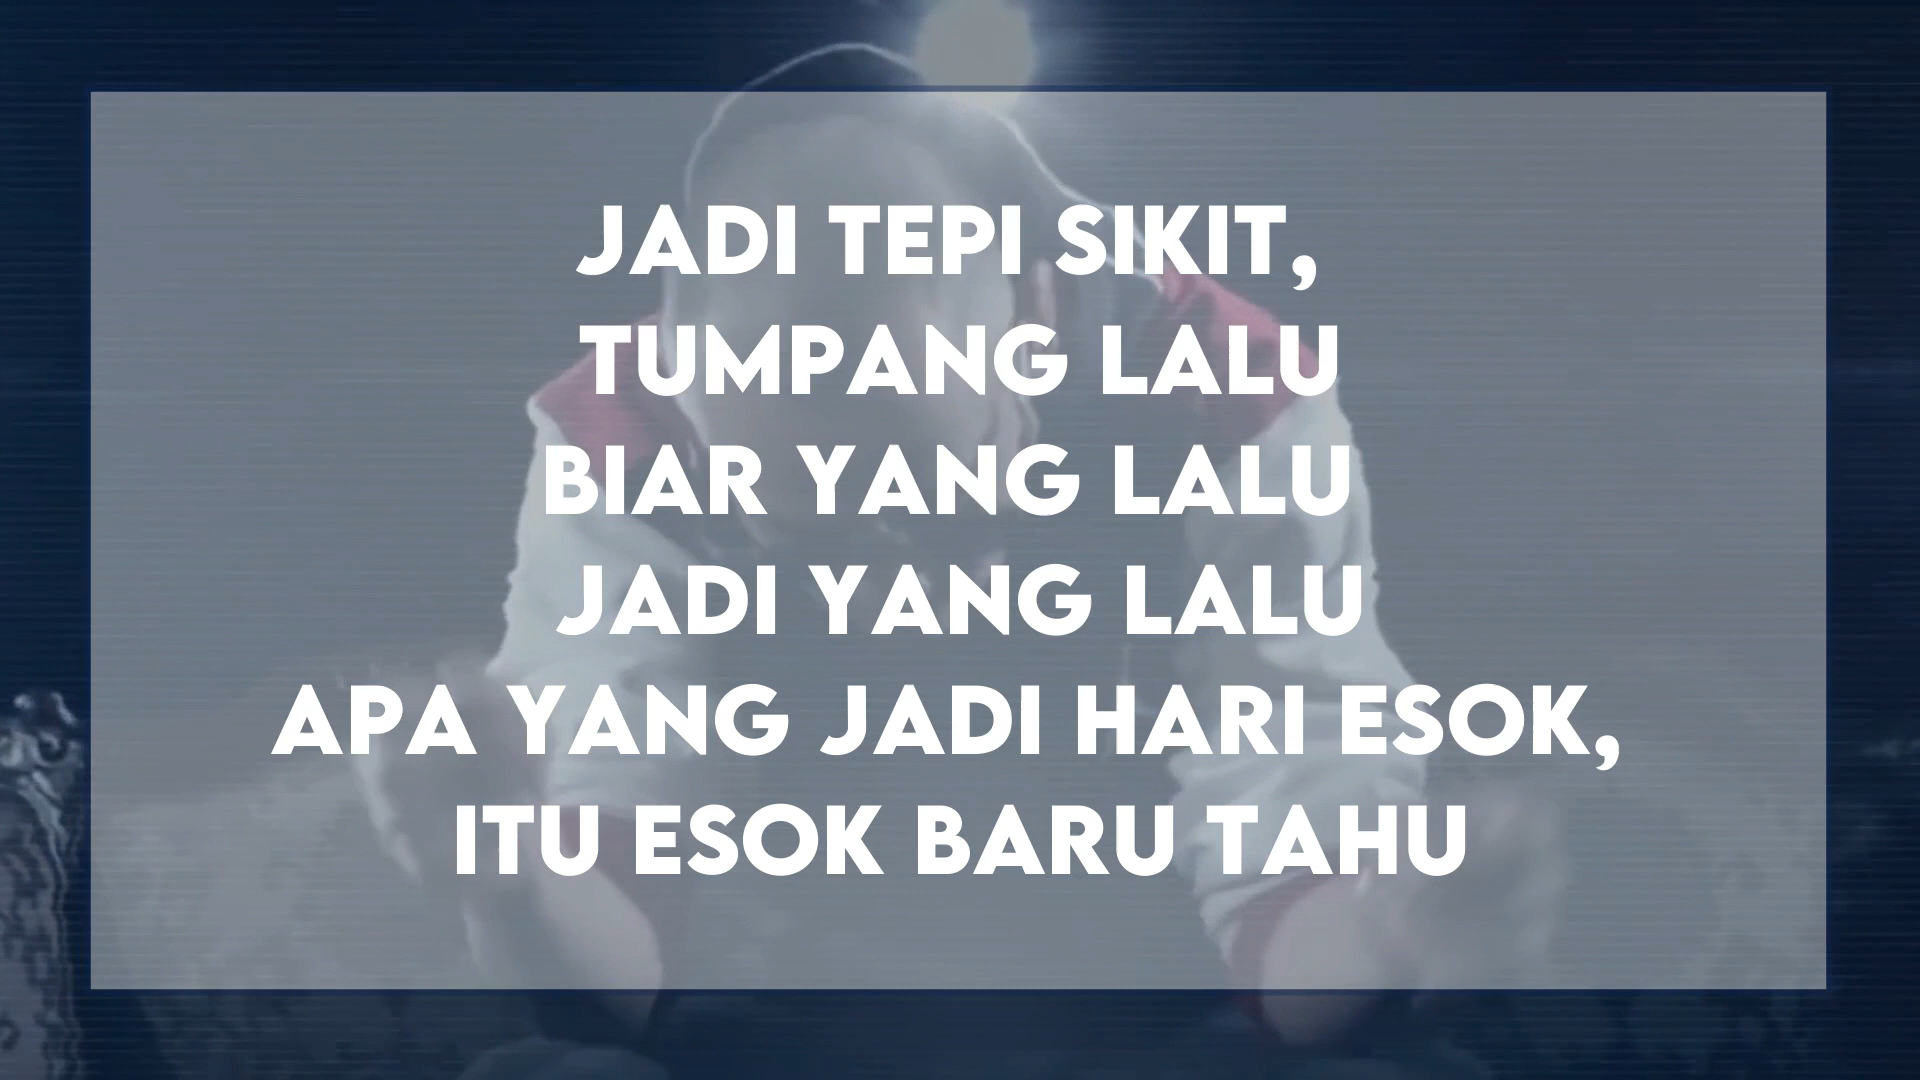 JADI TEPI SIKIT,
TUMPANG LALU
BIAR YANG LALU
JADI YANG LALU
APA YANG JADI HARI ESOK,
ITU ESOK BARU TAHU